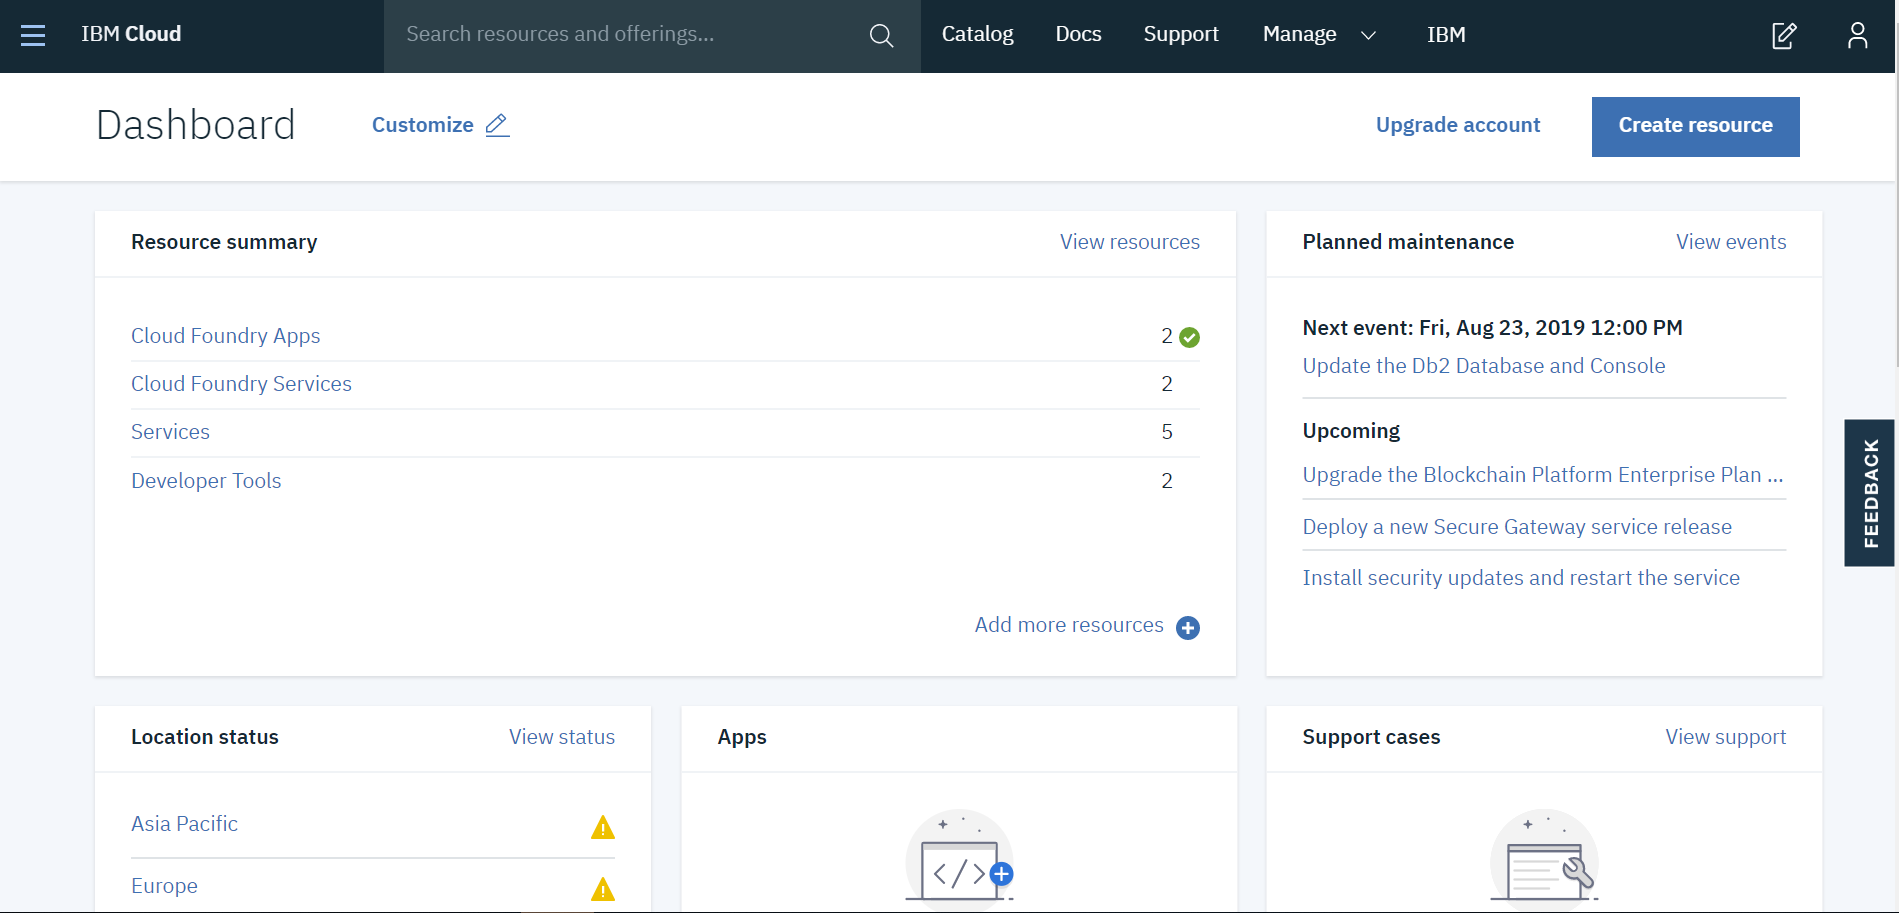 IBM Cloud
Search resources and offerings...
Catalog
Docs
Support
Manage
IBM
Dashboard
Customize
Upgrade account
Create resource
Resource summary
View resources
Cloud Foundry Apps 2
Cloud Foundry Services 2
Services 5
Developer Tools 2
Add more resources
Planned maintenance
View events
Next event: Fri, Aug 23, 2019 12:00 PM
Update the Db2 Database and Console
Upcoming
Upgrade the Blockchain Platform Enterprise Plan ...
Deploy a new Secure Gateway service release
Install security updates and restart the service
FEEDBACK
Location status
View status
Asia Pacific
Europe
Apps
Support cases
View support